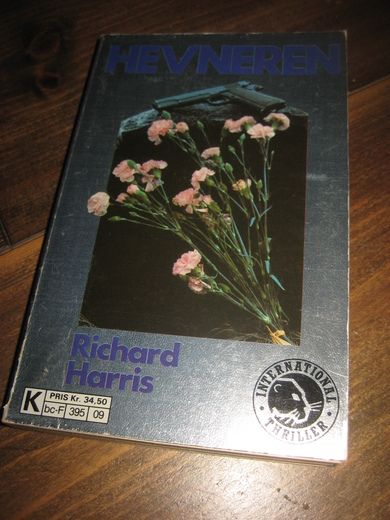 HEVNEREN
Richard
Harris
K
PRIS Kr. 34.50
bc-F 395 09
INTERNATIONAL
THRILLER